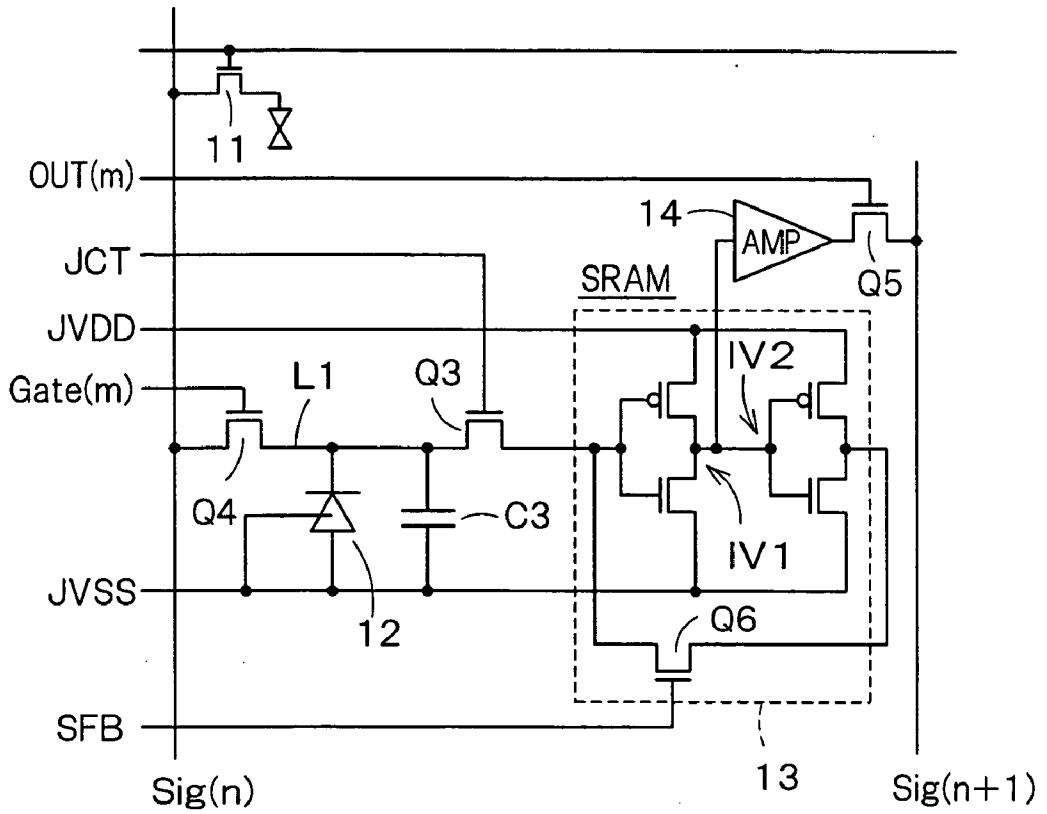 11
OUT(m)
14
AMP
JCT
SRAM
Q5
JVDD
IV2
Gate(m)
L1
Q3
Q4
C3
IV1
JVSS
12
Q6
SFB
13
Sig(n)
Sig(n+1)